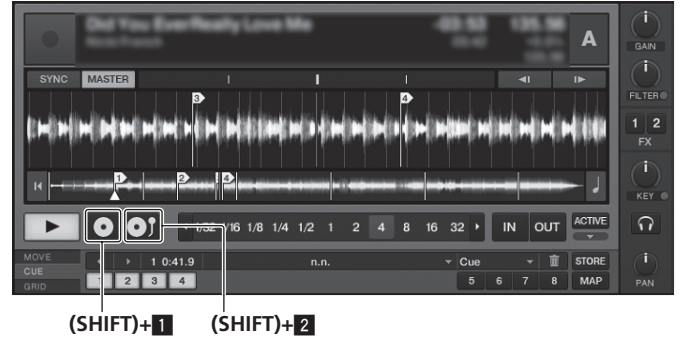 A
GAIN
SYNC MASTER
FILTER
3 4
1 2
FX
1 2 4
KEY
1/32 1/16 1/8 1/4 1/2 1 2 4 8 16 32 IN OUT ACTIVE
MOVE 1 0:41.9 n.n. Cue STORE
CUE
GRID 1 2 3 4 5 6 7 8 MAP
PAN
(SHIFT)+1 (SHIFT)+2